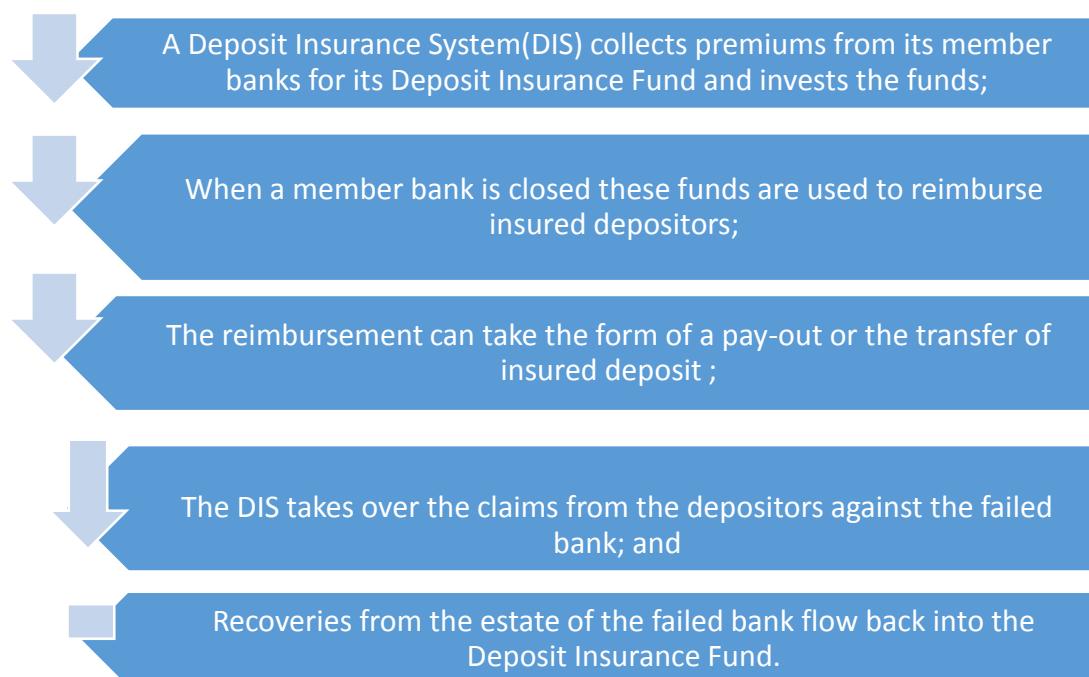 A Deposit Insurance System(DIS) collects premiums from its member
banks for its Deposit Insurance Fund and invests the funds;
When a member bank is closed these funds are used to reimburse
insured depositors;
The reimbursement can take the form of a pay-out or the transfer of
insured deposit ;
The DIS takes over the claims from the depositors against the failed
bank; and
Recoveries from the estate of the failed bank flow back into the
Deposit Insurance Fund.